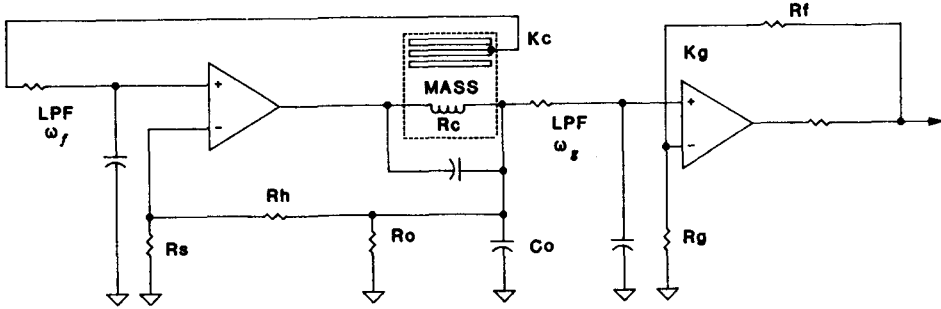 Kc
Rf
Kg
MASS
Rc
LPF
ωf
LPF
ωg
+
−
+
−
Rh
Rs
Ro
Co
Rg